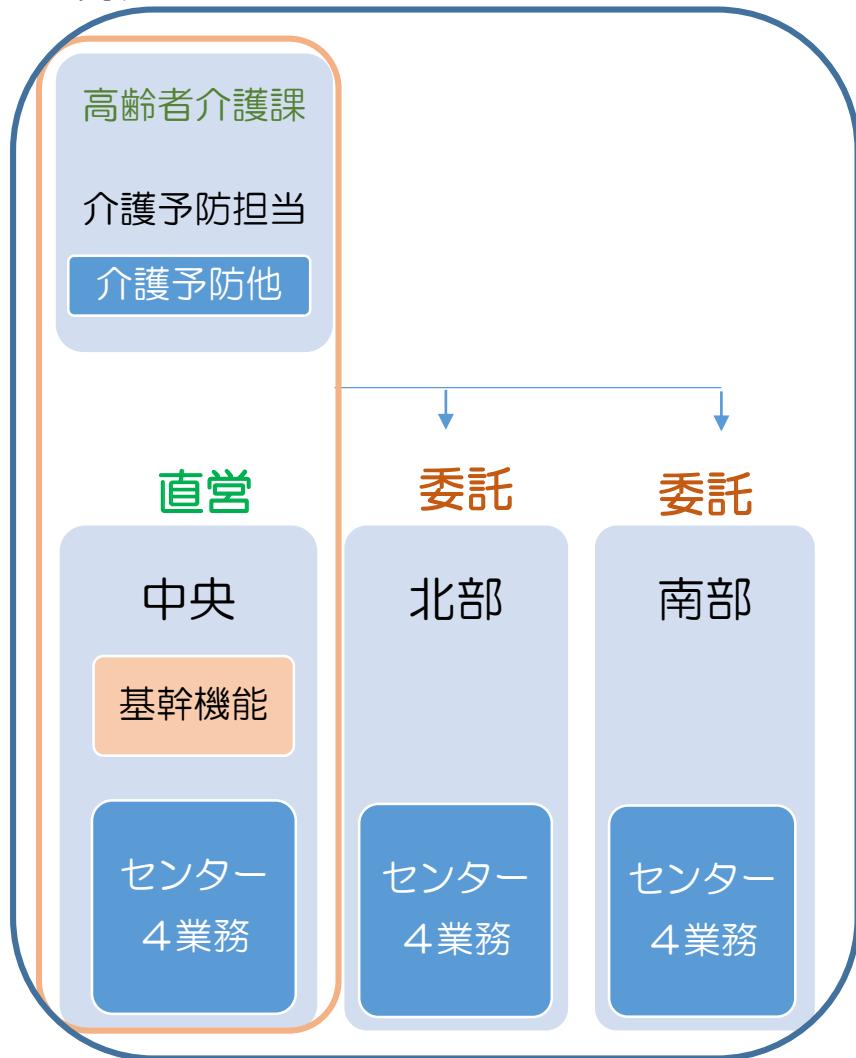 高齢者介護課
介護予防担当
介護予防他
直営
委託
委託
中央
北部
南部
基幹機能
センター
４業務
センター
４業務
センター
４業務